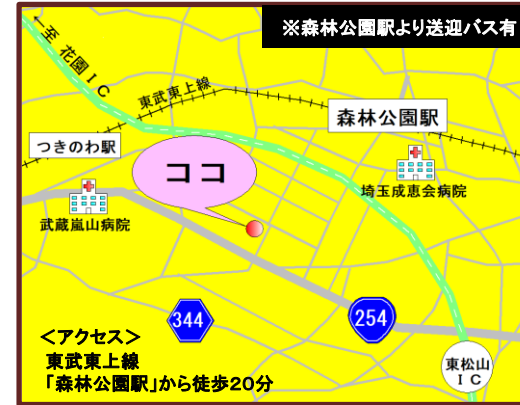 ※森林公園駅より送迎バス有
←至 花園ＩＣ
東武東上線
森林公園駅
つきのわ駅
ココ
埼玉成恵会病院
武蔵嵐山病院
344
254
＜アクセス＞
東武東上線
「森林公園駅」から徒歩20分
東松山
ＩＣ